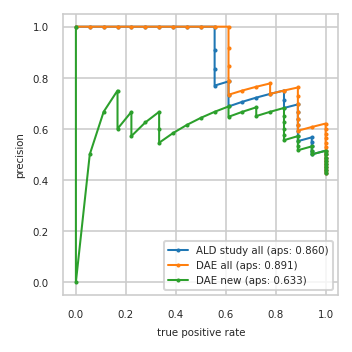 1.0
0.8
0.6
0.4
0.2
0.0
precision
0.0 0.2 0.4 0.6 0.8 1.0
true positive rate
ALD study all (aps: 0.860)
DAE all (aps: 0.891)
DAE new (aps: 0.633)